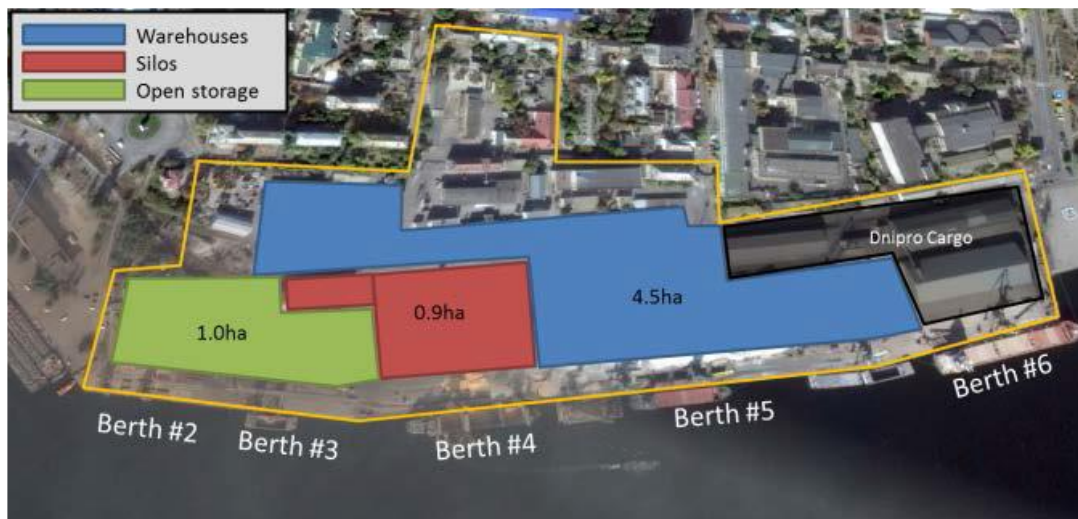 Warehouses
Silos
Open storage
Dnipro Cargo
4.5ha
0.9ha
1.0ha
Berth #2
Berth #3
Berth #4
Berth #5
Berth #6